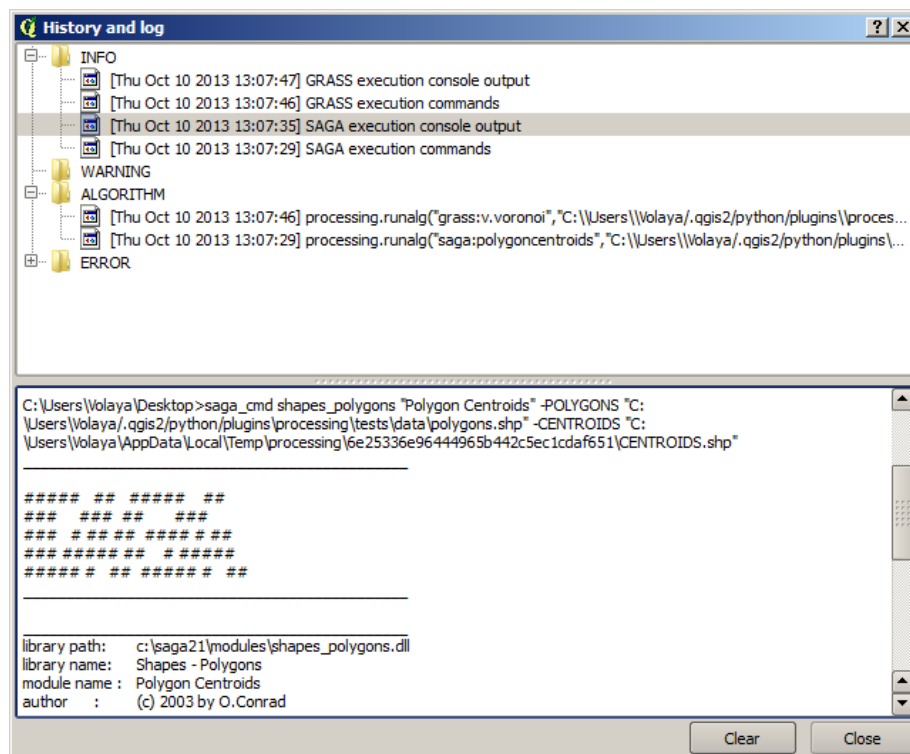 History and log
INFO
[Thu Oct 10 2013 13:07:47] GRASS execution console output
[Thu Oct 10 2013 13:07:46] GRASS execution commands
[Thu Oct 10 2013 13:07:35] SAGA execution console output
[Thu Oct 10 2013 13:07:29] SAGA execution commands
WARNING
ALGORITHM
[Thu Oct 10 2013 13:07:46] processing.runalg("grass:v.voronoi","C:\\Users\\Volaya/.qgis2/python/plugins\\proces...
[Thu Oct 10 2013 13:07:29] processing.runalg("saga:polygoncentroids","C:\\Users\\Volaya/.qgis2/python/plugins\...
ERROR
C:\Users\Volaya\Desktop>saga_cmd shapes_polygons "Polygon Centroids" -POLYGONS "C:
\Users\Volaya/.qgis2/python/plugins\processing\tests\data\polygons.shp" -CENTROIDS "C:
\Users\Volaya\AppData\Local\Temp\processing\6e25336e96444965b442c5ec1cdaf651\CENTROIDS.shp"
_____________________________________________
##### ## ##### ##
### ### ## ###
### # ## ## #### # ##
### ##### ## # #####
##### # ## ##### # ##
_____________________________________________
_____________________________________________
library path: c:\saga21\modules\shapes_polygons.dll
library name: Shapes - Polygons
module name : Polygon Centroids
author : (c) 2003 by O.Conrad
Clear
Close